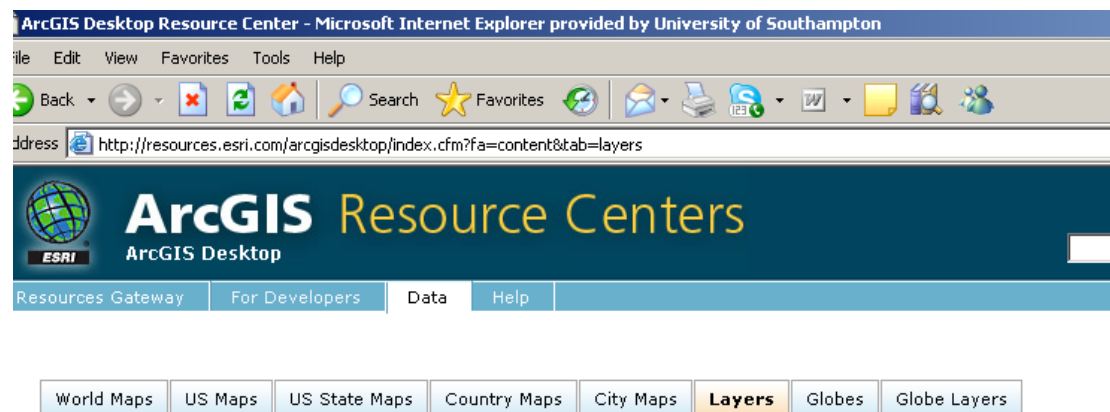 ArcGIS Desktop Resource Center - Microsoft Internet Explorer provided by University of Southampton
File Edit View Favorites Tools Help
Back Search Favorites
Address http://resources.esri.com/arcgisdesktop/index.cfm?fa=content&tab=layers
ArcGIS Resource Centers
ESRI ArcGIS Desktop
Resources Gateway For Developers Data Help
World Maps US Maps US State Maps Country Maps City Maps Layers Globes Globe Layers